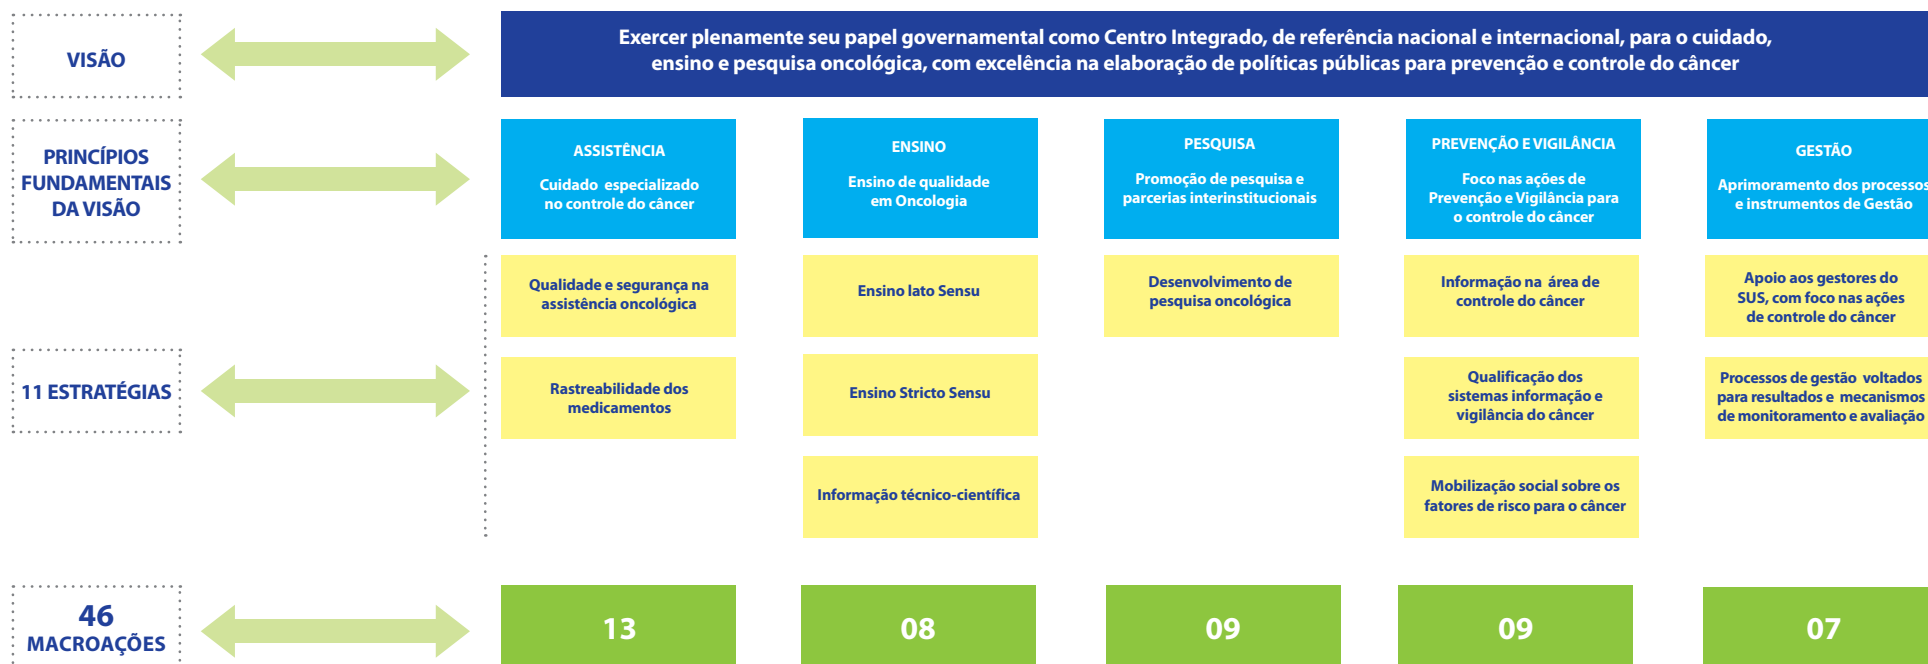 VISÃO
Exercer plenamente seu papel governamental como Centro Integrado, de referência nacional e internacional, para o cuidado,
ensino e pesquisa oncológica, com excelência na elaboração de políticas públicas para prevenção e controle do câncer
PRINCÍPIOS
FUNDAMENTAIS
DA VISÃO
ASSISTÊNCIA
Cuidado especializado
no controle do câncer
ENSINO
Ensino de qualidade
em Oncologia
PESQUISA
Promoção de pesquisa e
parcerias interinstitucionais
PREVENÇÃO E VIGILÂNCIA
Foco nas ações de
Prevenção e Vigilância para
o controle do câncer
GESTÃO
Aprimoramento dos processos
e instrumentos de Gestão
11 ESTRATÉGIAS
Qualidade e segurança na
assistência oncológica
Ensino lato Sensu
Desenvolvimento de
pesquisa oncológica
Informação na área de
controle do câncer
Apoio aos gestores do
SUS, com foco nas ações
de controle do câncer
Rastreabilidade dos
medicamentos
Ensino Stricto Sensu
Qualificação dos
sistemas informação e
vigilância do câncer
Processos de gestão voltados
para resultados e mecanismos
de monitoramento e avaliação
Informação técnico-científica
Mobilização social sobre os
fatores de risco para o câncer
46
MACROAÇÕES
13
08
09
09
07